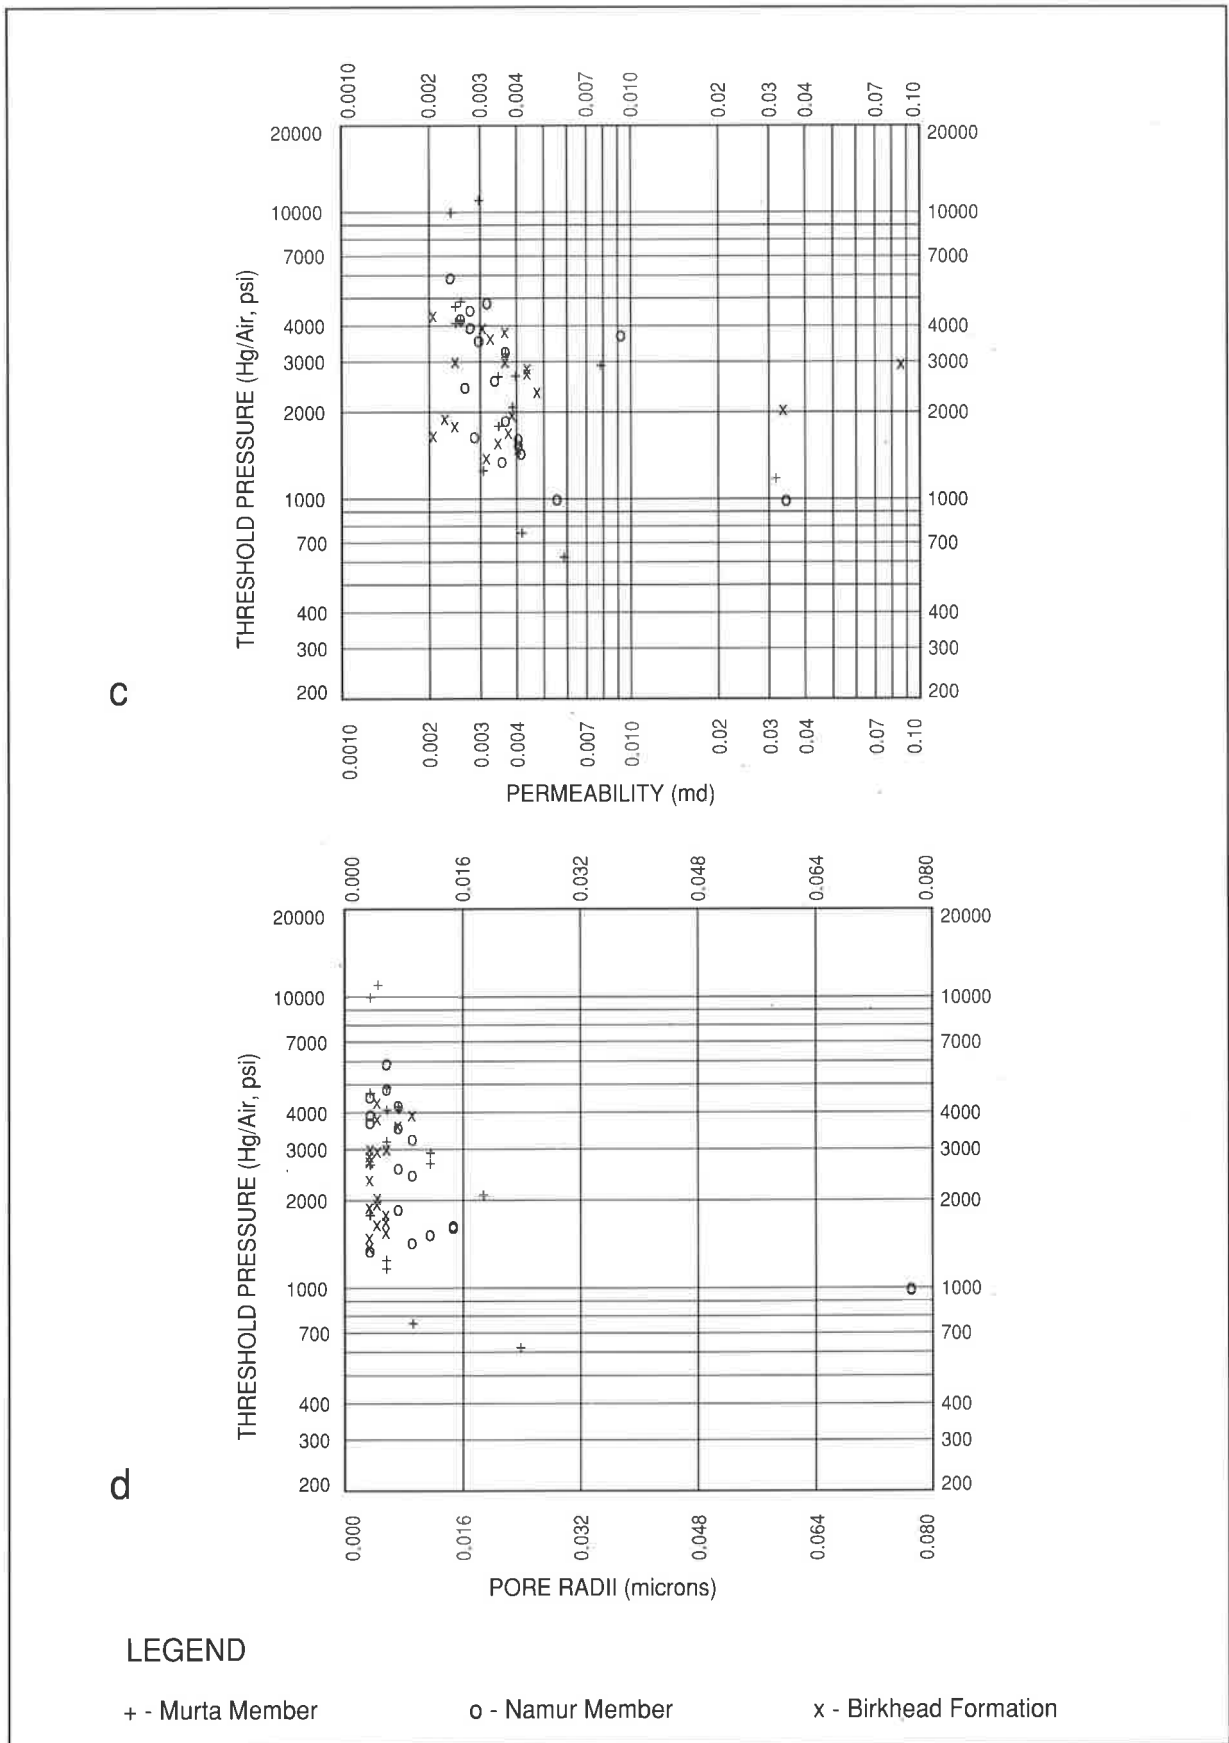 0.0010 0.002 0.003 0.004 0.007 0.010 0.02 0.03 0.04 0.07 0.10
20000 20000
10000 10000
7000 7000
4000 4000
3000 3000
2000 2000
1000 1000
700 700
400 400
300 300
200 200
THRESHOLD PRESSURE (Hg/Air, psi)
c
0.0010 0.002 0.003 0.004 0.007 0.010 0.02 0.03 0.04 0.07 0.10
PERMEABILITY (md)
0.000 0.016 0.032 0.048 0.064 0.080
20000 20000
10000 10000
7000 7000
4000 4000
3000 3000
2000 2000
1000 1000
700 700
400 400
300 300
200 200
THRESHOLD PRESSURE (Hg/Air, psi)
d
0.000 0.016 0.032 0.048 0.064 0.080
PORE RADII (microns)
LEGEND
+ - Murta Member o - Namur Member x - Birkhead Formation